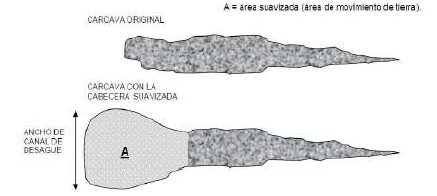 A = área suavizada (área de movimiento de tierra).
CARCAVA ORIGINAL
CARCAVA CON LA
CABECERA SUAVIZADA
ANCHO DE
CANAL DE
DESAGUE
A